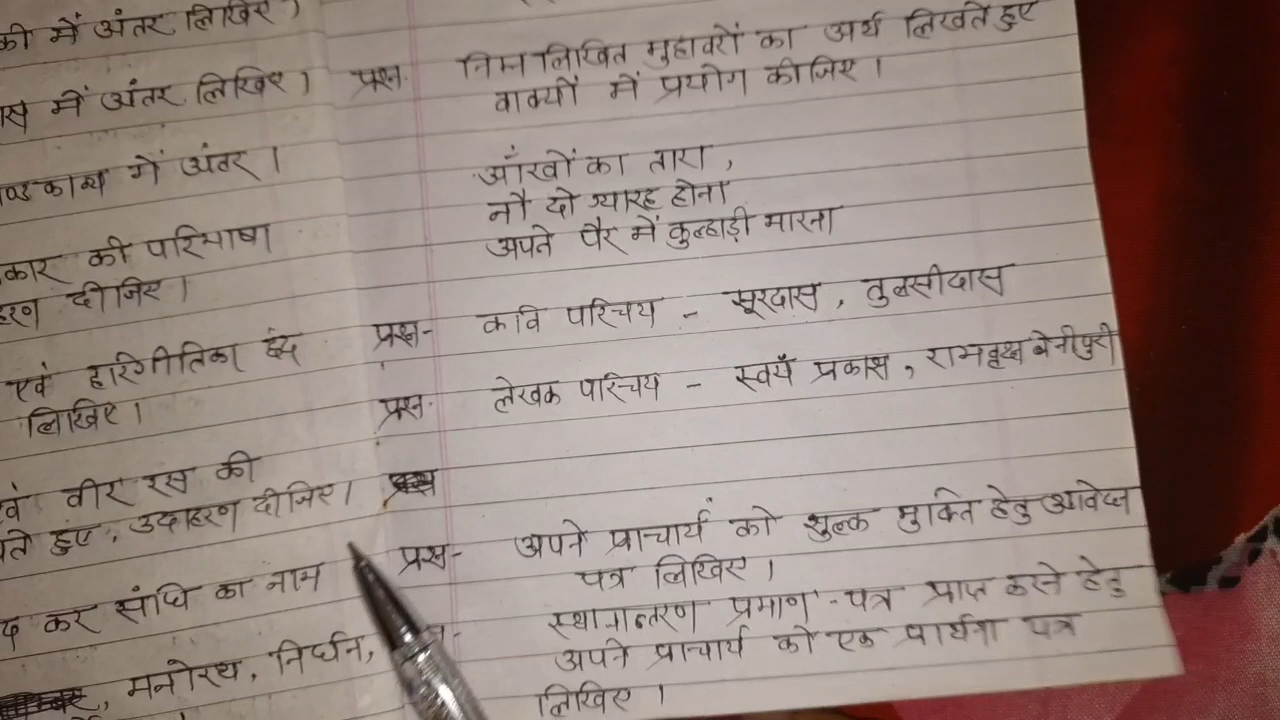 की में अंतर लिखिए।
में अंतर लिखिए।
काव्य में अंतर।
कार की परिभाषा
दीजिए।
एवं हरिगीतिका छंद
लिखिए।
वीर रस की
हुए, उदाहरण दीजिए।
कर संधि का नाम
मनोरथ, निर्धन,
प्रश्न. निम्नलिखित मुहावरों का अर्थ लिखते हुए
वाक्यों में प्रयोग कीजिए।
आँखों का तारा,
नौ दो ग्यारह होना
अपने पैर में कुल्हाड़ी मारना
प्रश्न- कवि परिचय - सूरदास, तुलसीदास
प्रश्न. लेखक परिचय - स्वयँ प्रकाश, रामवृक्ष बेनीपुरी
प्रश्न- अपने प्राचार्य को शुल्क मुक्ति हेतु आवेदन
पत्र लिखिए।
स्थानान्तरण प्रमाण-पत्र प्राप्त करने हेतु
अपने प्राचार्य को एक प्रार्थना पत्र
लिखिए।